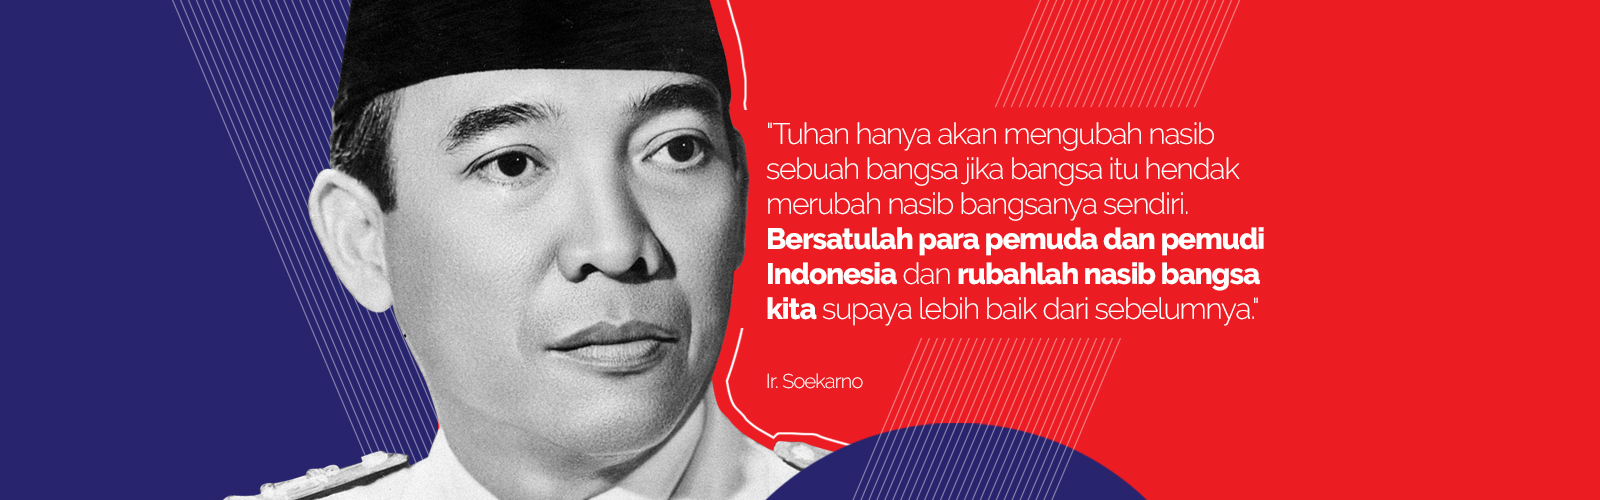 "Tuhan hanya akan mengubah nasib
sebuah bangsa jika bangsa itu hendak
merubah nasib bangsanya sendiri.
Bersatulah para pemuda dan pemudi
Indonesia dan rubahlah nasib bangsa
kita supaya lebih baik dari sebelumnya."
Ir. Soekarno